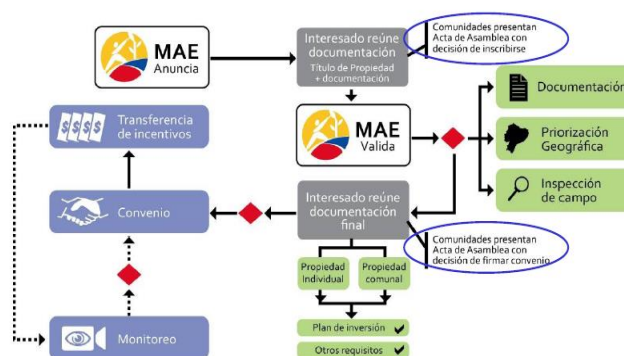 MAE
Anuncia
Interesado reúne
documentación
Título de Propiedad
+ documentación
Comunidades presentan
Acta de Asamblea con
decisión de inscribirse
MAE
Valida
Documentación
Priorización
Geográfica
Inspección
de campo
Transferencia
de incentivos
Convenio
Interesado reúne
documentación
final
Comunidades presentan
Acta de Asamblea con
decisión de firmar convenio
Propiedad
Individual
Propiedad
comunal
Monitoreo
Plan de inversión
Otros requisitos